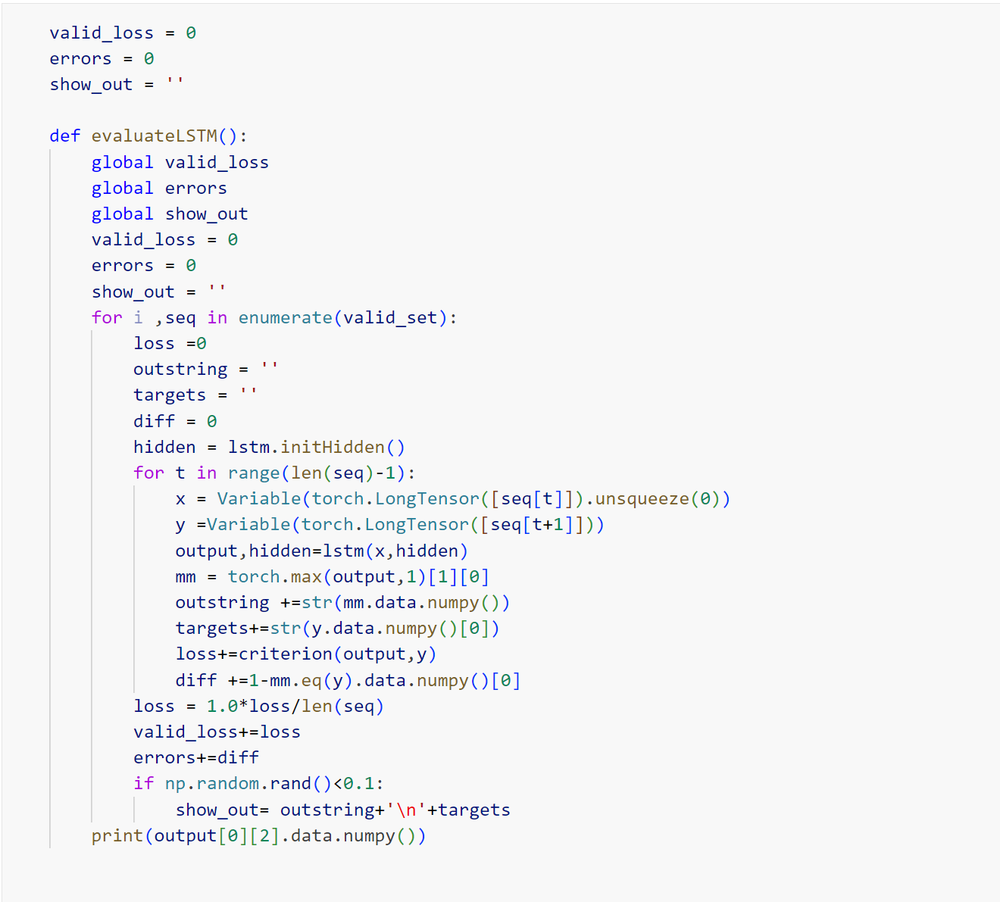 valid_loss = 0
errors = 0
show_out = ''

def evaluateLSTM():
    global valid_loss
    global errors
    global show_out
    valid_loss = 0
    errors = 0
    show_out = ''
    for i ,seq in enumerate(valid_set):
        loss =0
        outstring = ''
        targets = ''
        diff = 0
        hidden = lstm.initHidden()
        for t in range(len(seq)-1):
            x = Variable(torch.LongTensor([seq[t]]).unsqueeze(0))
            y =Variable(torch.LongTensor([seq[t+1]]))
            output,hidden=lstm(x,hidden)
            mm = torch.max(output,1)[1][0]
            outstring +=str(mm.data.numpy())
            targets+=str(y.data.numpy()[0])
            loss+=criterion(output,y)
            diff +=1-mm.eq(y).data.numpy()[0]
        loss = 1.0*loss/len(seq)
        valid_loss+=loss
        errors+=diff
        if np.random.rand()<0.1:
            show_out= outstring+'\n'+targets
    print(output[0][2].data.numpy())